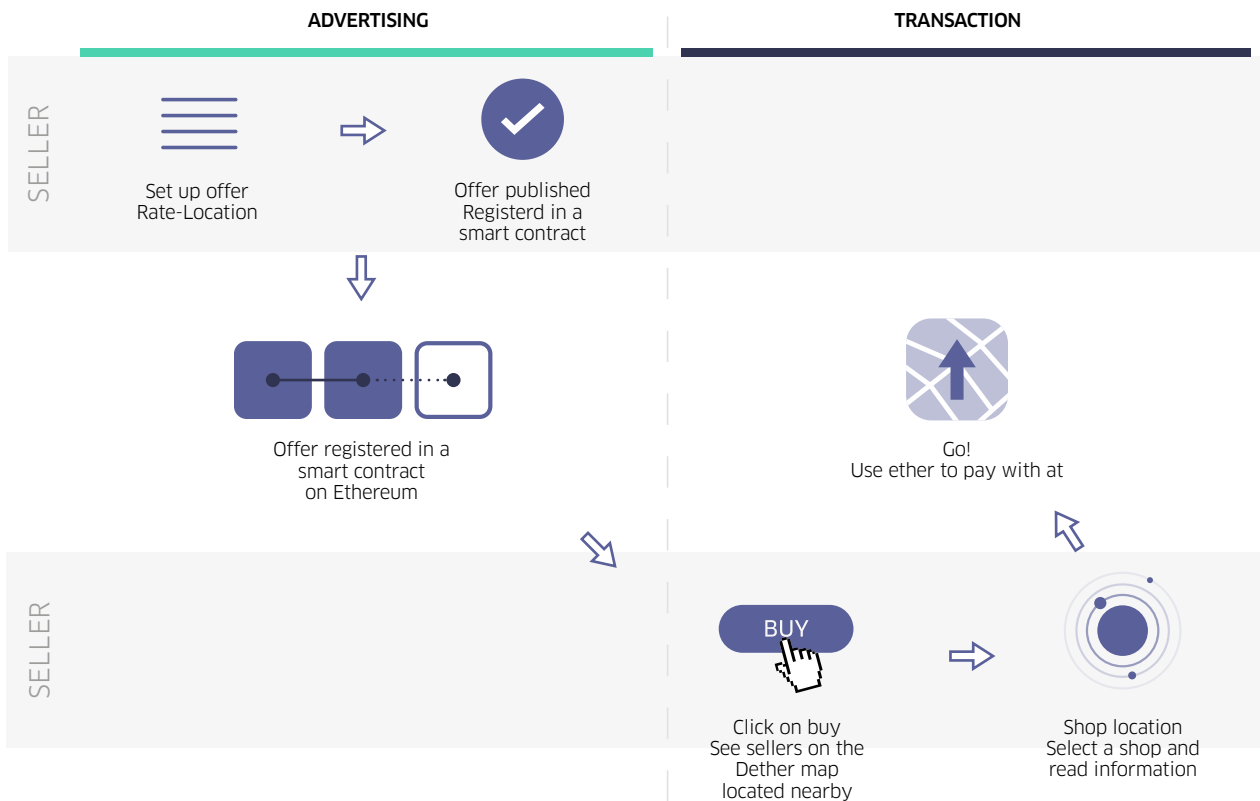 ADVERTISING
TRANSACTION
SELLER
Set up offer
Rate-Location
Offer published
Registerd in a
smart contract
Offer registered in a
smart contract
on Ethereum
Go!
Use ether to pay with at
SELLER
BUY
Click on buy
See sellers on the
Dether map
located nearby
Shop location
Select a shop and
read information